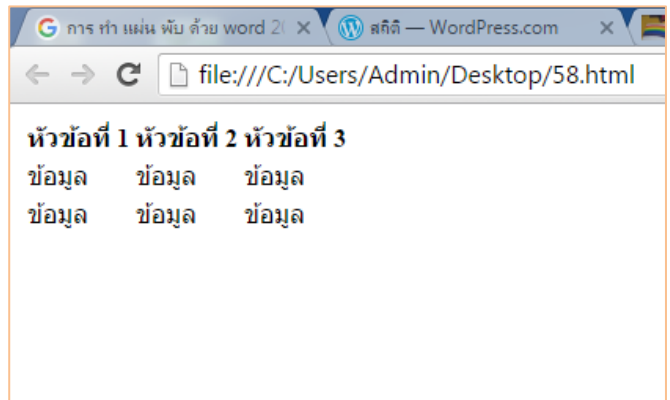 การ ทำ แผ่น พับ ด้วย word 2
สถิติ — WordPress.com
file:///C:/Users/Admin/Desktop/58.html
หัวข้อที่ 1 หัวข้อที่ 2 หัวข้อที่ 3
ข้อมูล ข้อมูล ข้อมูล
ข้อมูล ข้อมูล ข้อมูล